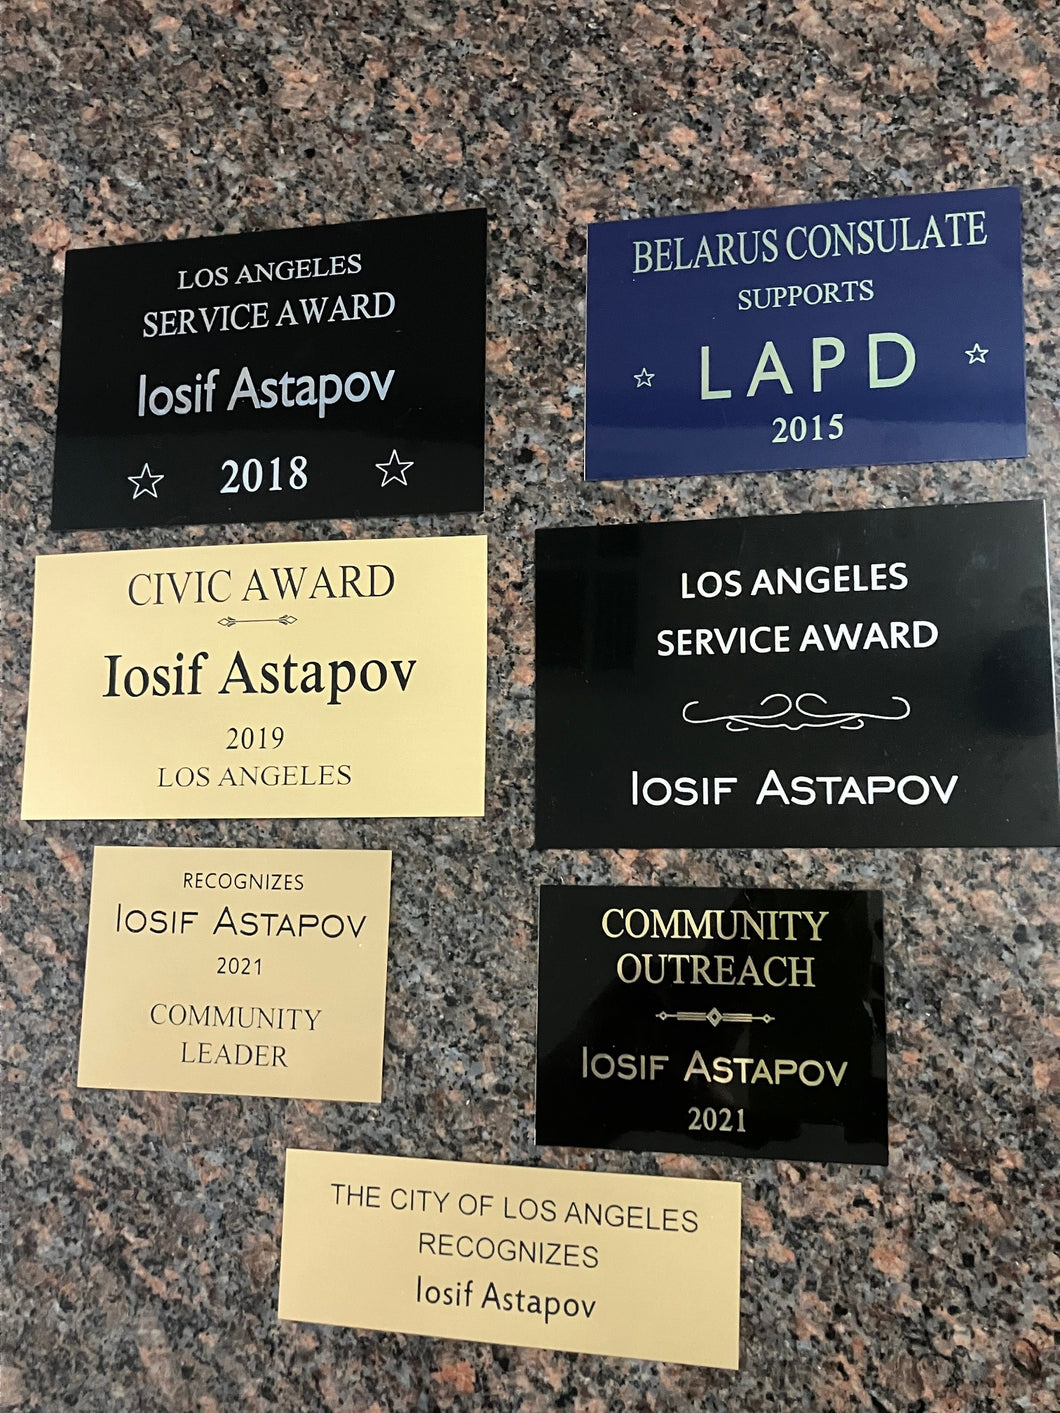 LOS ANGELES
SERVICE AWARD
Iosif Astapov
2018
BELARUS CONSULATE
SUPPORTS
LAPD
2015
CIVIC AWARD
Iosif Astapov
2019
LOS ANGELES
LOS ANGELES
SERVICE AWARD
IOSIF ASTAPOV
RECOGNIZES
IOSIF ASTAPOV
2021
COMMUNITY
LEADER
COMMUNITY
OUTREACH
IOSIF ASTAPOV
2021
THE CITY OF LOS ANGELES
RECOGNIZES
Iosif Astapov